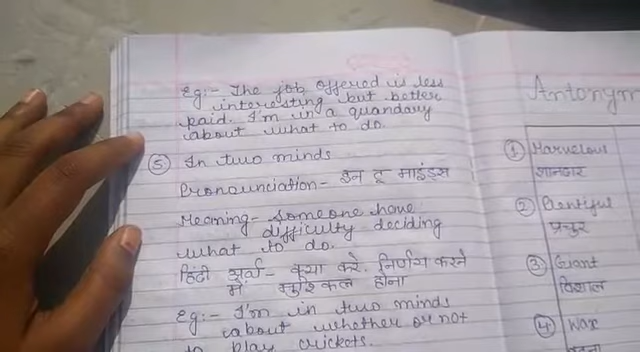 Eg:- The job offered is less
interesting but better
paid. I'm in a quandary
about what to do.
⑤ In two minds
Pronounciation- इन टू माइंड्स
Meaning- Someone have
difficulty deciding
what to do.
हिंदी अर्थ- क्या करे. निर्णय करने
में मुश्किल होना
Eg:- I'm in two minds
about whether or not
to play crickets.
Antonym
① Marvelous
शानदार
② Plentiful
प्रचुर
③ Giant
विशाल
④ Wax